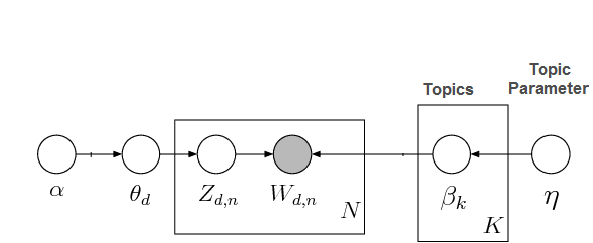 Topic
Topics Parameter
α θ_d Z_{d,n} W_{d,n} N β_k K η